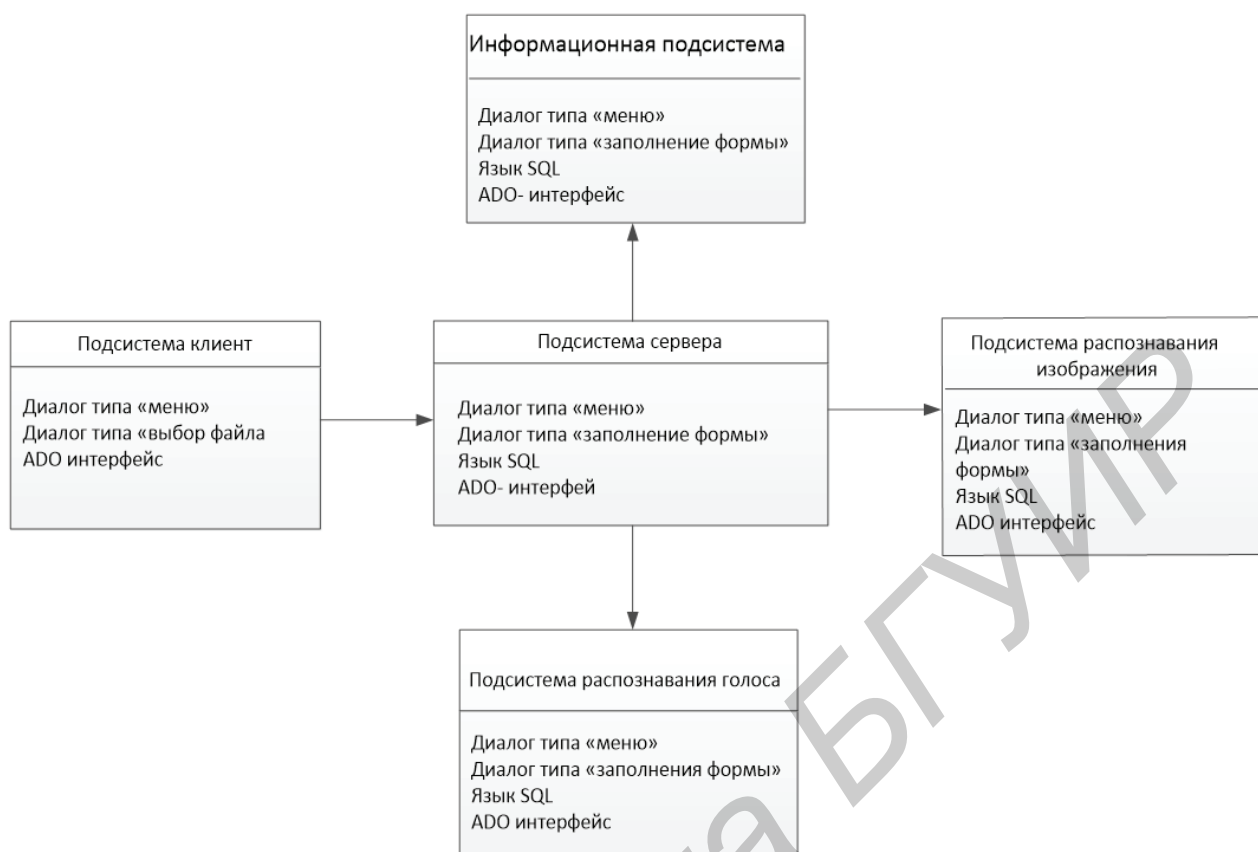 Информационная подсистема
Диалог типа «меню»
Диалог типа «заполнение формы»
Язык SQL
ADO- интерфейс
Подсистема клиент
Диалог типа «меню»
Диалог типа «выбор файла
ADO интерфейс
Подсистема сервера
Диалог типа «меню»
Диалог типа «заполнение формы»
Язык SQL
ADO- интерфей
Подсистема распознавания
изображения
Диалог типа «меню»
Диалог типа «заполнения
формы»
Язык SQL
ADO интерфейс
Подсистема распознавания голоса
Диалог типа «меню»
Диалог типа «заполнения формы»
Язык SQL
ADO интерфейс
БГУИР